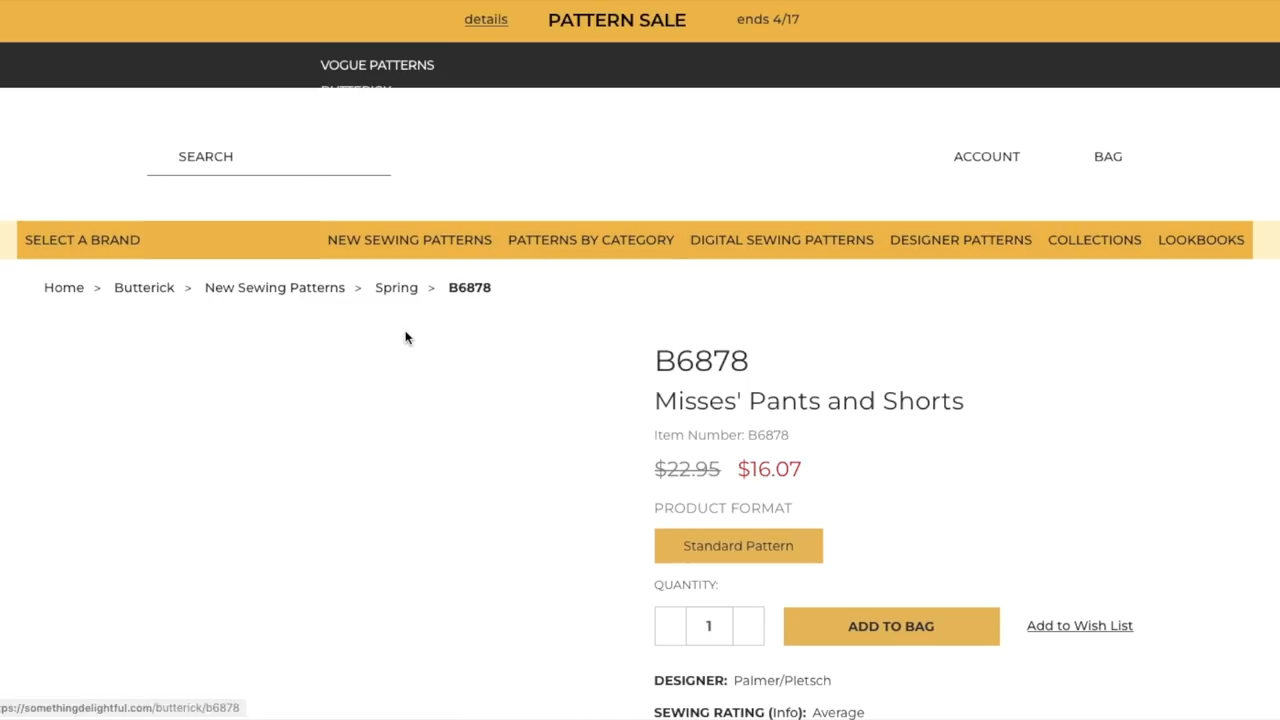 details PATTERN SALE ends 4/17
VOGUE PATTERNS
BUTTERICK
SEARCH ACCOUNT BAG
SELECT A BRAND NEW SEWING PATTERNS PATTERNS BY CATEGORY DIGITAL SEWING PATTERNS DESIGNER PATTERNS COLLECTIONS LOOKBOOKS
Home > Butterick > New Sewing Patterns > Spring > B6878
B6878
Misses' Pants and Shorts
Item Number: B6878
$22.95 $16.07
PRODUCT FORMAT
Standard Pattern
QUANTITY:
1 ADD TO BAG Add to Wish List
DESIGNER: Palmer/Pletsch
SEWING RATING (Info): Average
tps://somethingdelightful.com/butterick/b6878